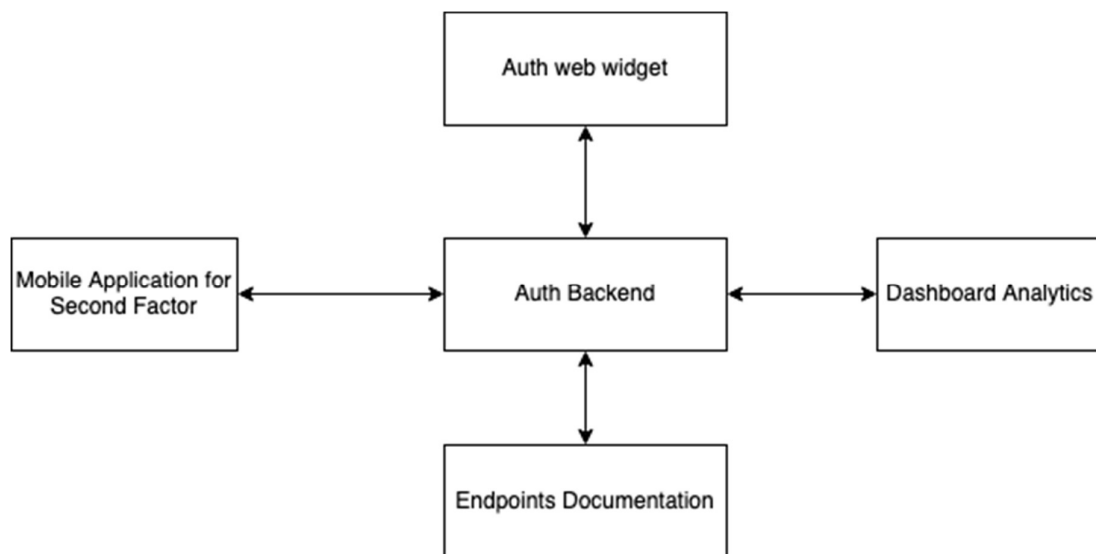 Auth web widget
Mobile Application for
Second Factor
Auth Backend
Dashboard Analytics
Endpoints Documentation